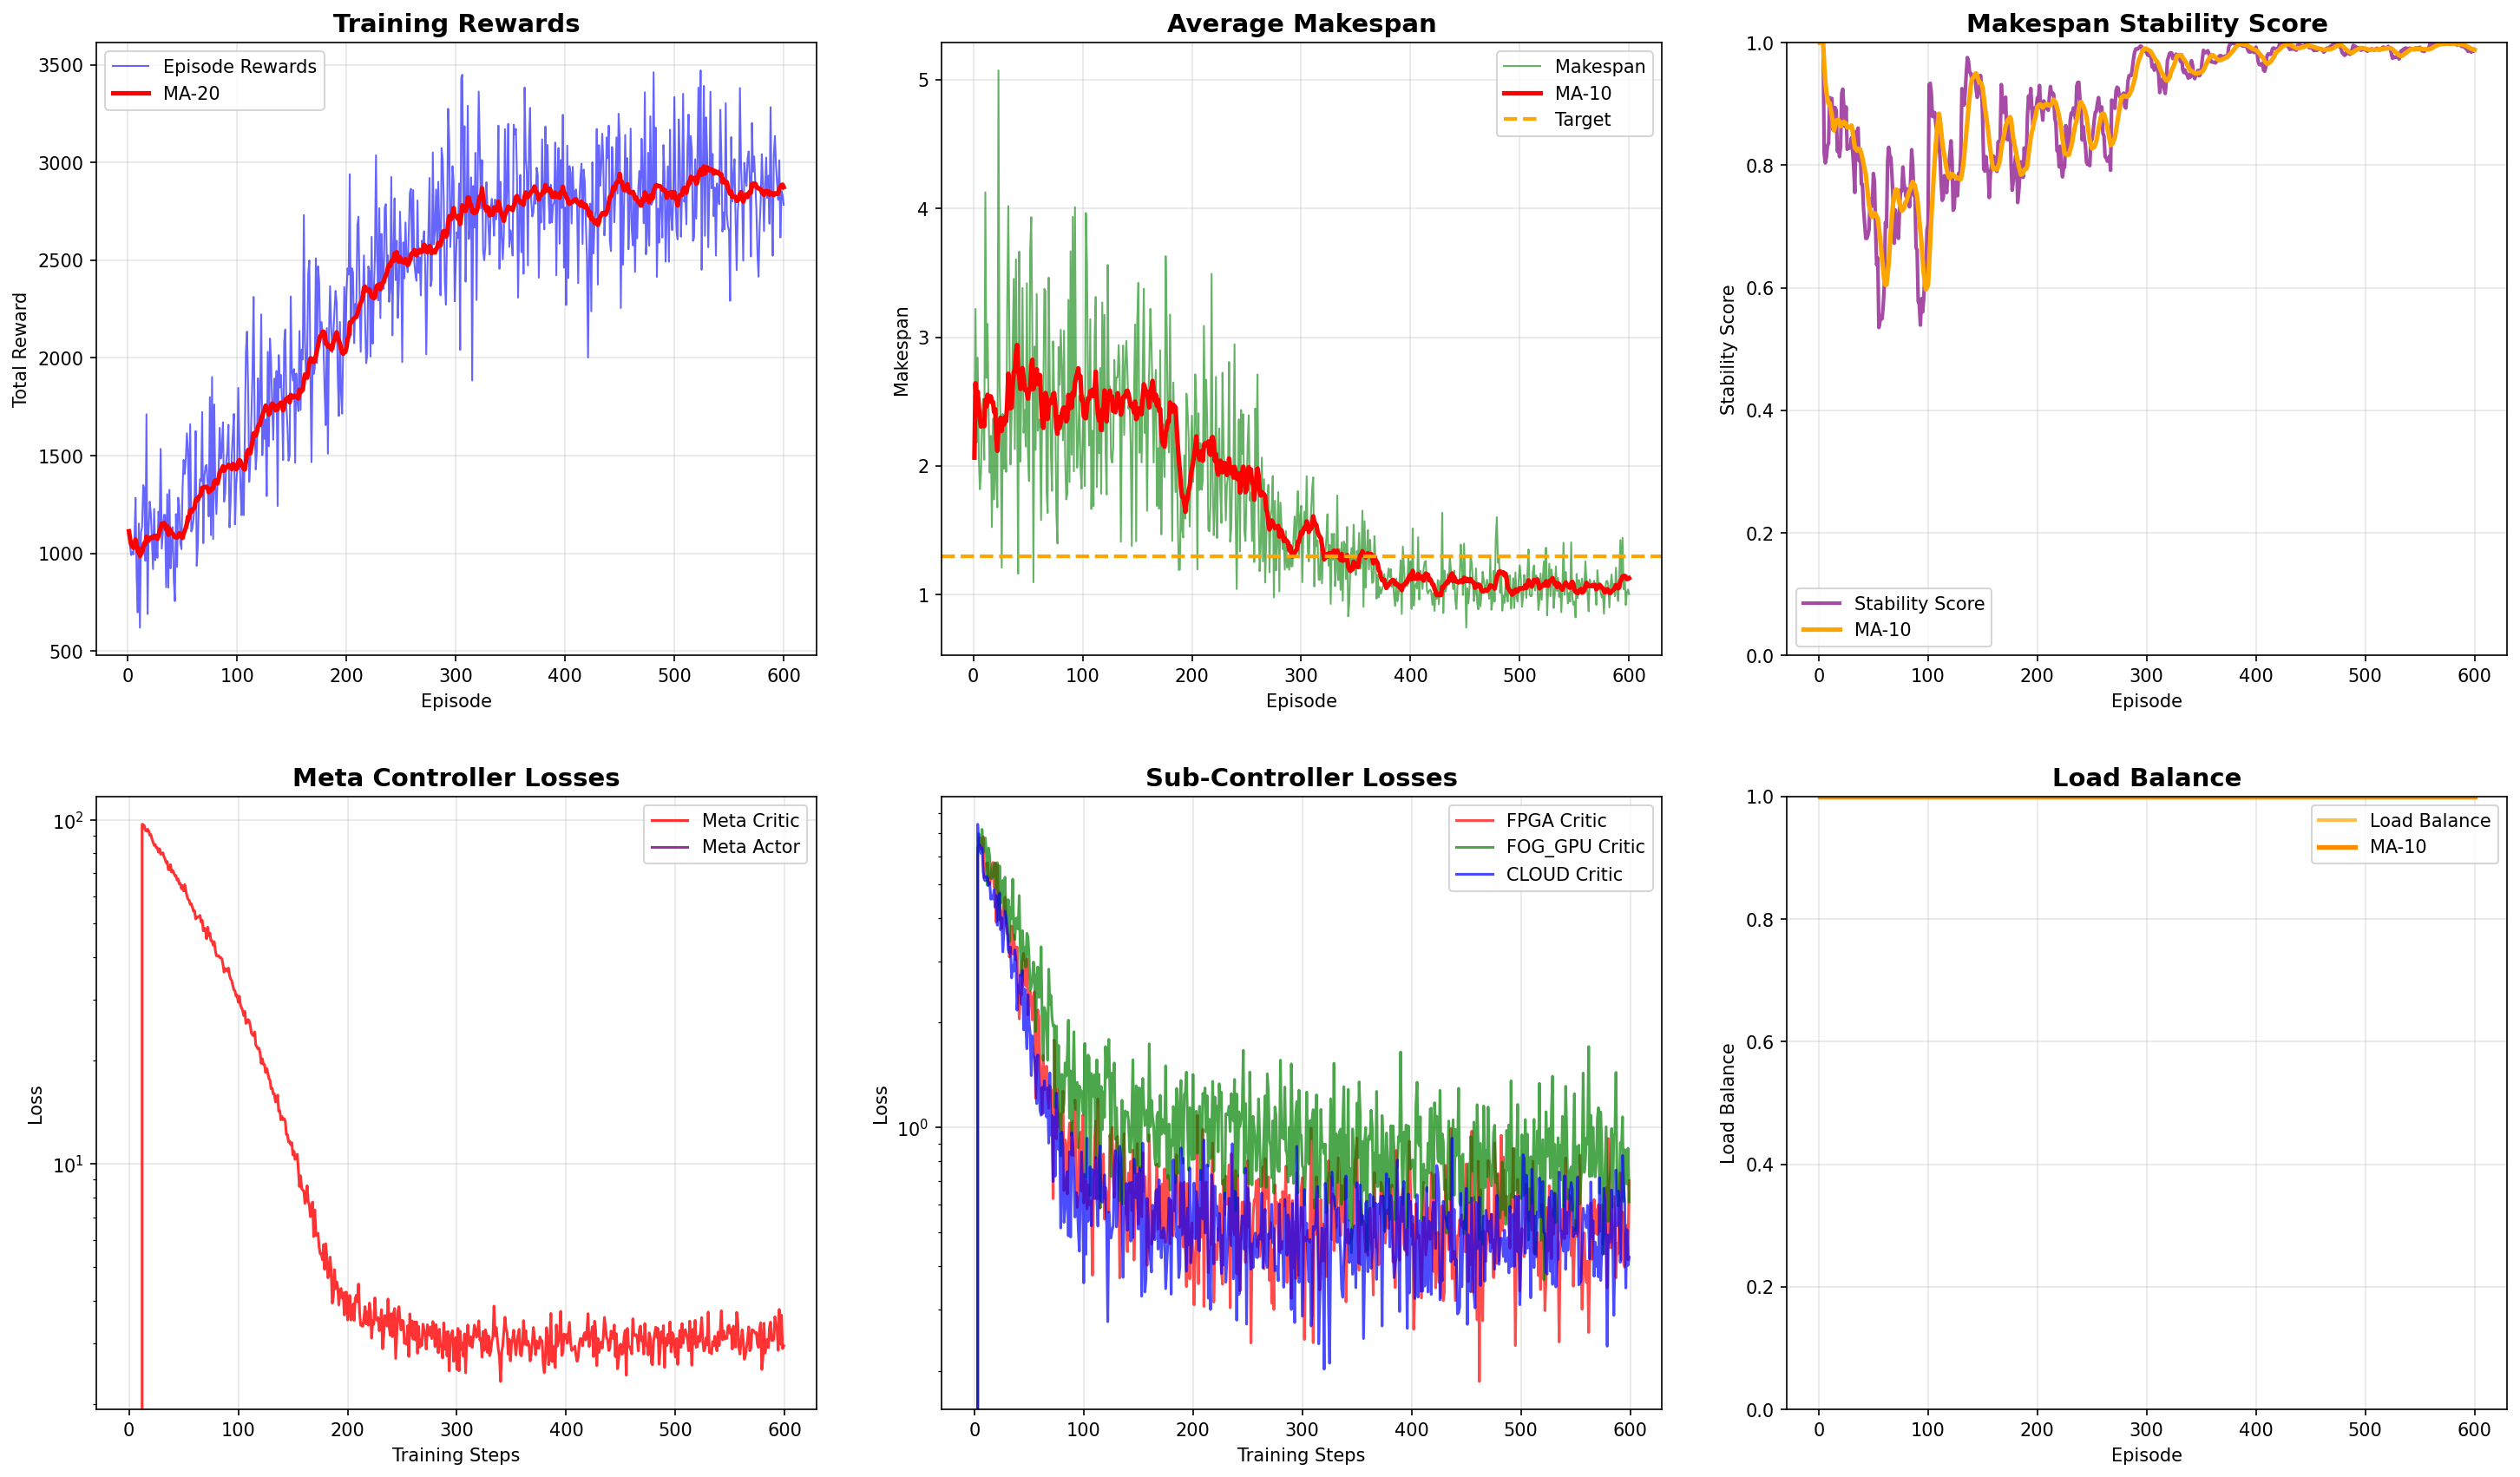 Training Rewards
Total Reward
3500
3000
2500
2000
1500
1000
500
Episode Rewards
MA-20
0 100 200 300 400 500 600
Episode
Average Makespan
Makespan
5
4
3
2
1
Makespan
MA-10
Target
0 100 200 300 400 500 600
Episode
Makespan Stability Score
Stability Score
1.0
0.8
0.6
0.4
0.2
0.0
Stability Score
MA-10
0 100 200 300 400 500 600
Episode
Meta Controller Losses
Loss
10²
10¹
Meta Critic
Meta Actor
0 100 200 300 400 500 600
Training Steps
Sub-Controller Losses
Loss
10⁰
FPGA Critic
FOG_GPU Critic
CLOUD Critic
0 100 200 300 400 500 600
Training Steps
Load Balance
Load Balance
1.0
0.8
0.6
0.4
0.2
0.0
Load Balance
MA-10
0 100 200 300 400 500 600
Episode